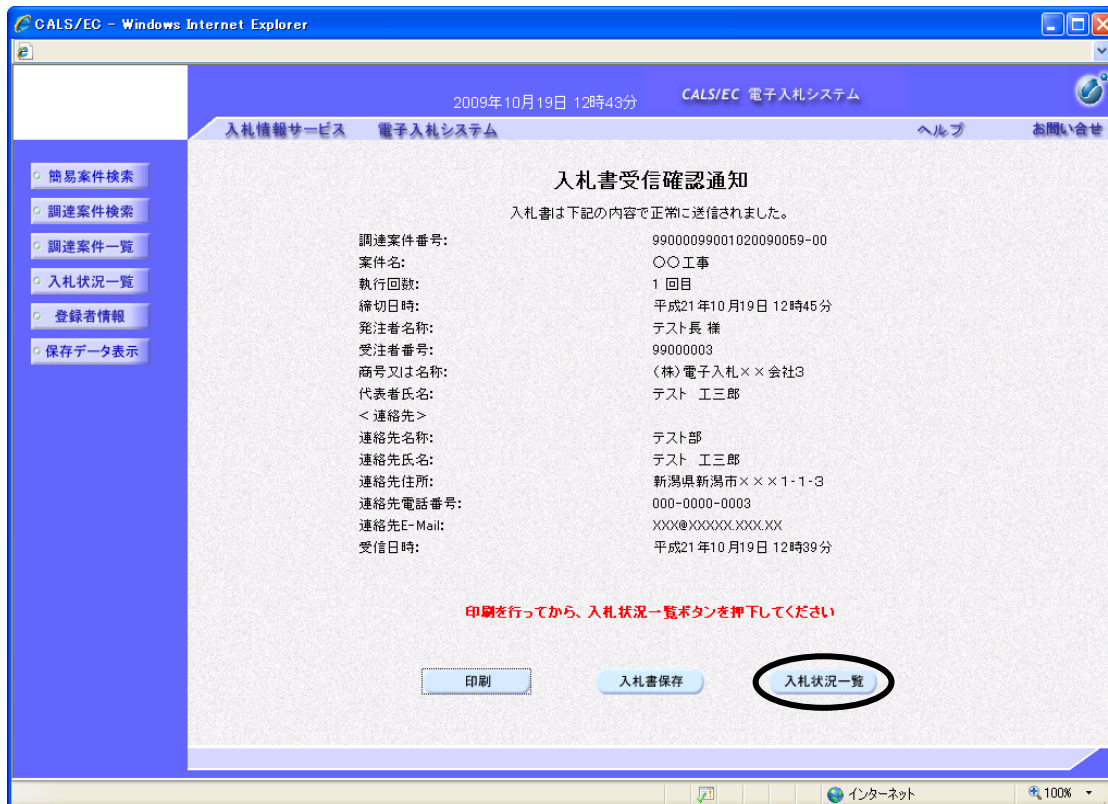 CALS/EC - Windows Internet Explorer
2009年10月19日 12時43分
CALS/EC 電子入札システム
入札情報サービス 電子入札システム ヘルプ お問い合せ
簡易案件検索
調達案件検索
調達案件一覧
入札状況一覧
登録者情報
保存データ表示
入札書受信確認通知
入札書は下記の内容で正常に送信されました。
調達案件番号: 99000099001020090059-00
案件名: ○○工事
執行回数: 1 回目
締切日時: 平成21年10月19日 12時45分
発注者名称: テスト長 様
受注者番号: 99000003
商号又は名称: (株)電子入札××会社3
代表者氏名: テスト 工三郎
<連絡先>
連絡先名称: テスト部
連絡先氏名: テスト 工三郎
連絡先住所: 新潟県新潟市×××1-1-3
連絡先電話番号: 000-0000-0003
連絡先E-Mail: XXX@XXXXX.XXX.XX
受信日時: 平成21年10月19日 12時39分
印刷を行ってから、入札状況一覧ボタンを押下してください
印刷 入札書保存 入札状況一覧
インターネット 100%